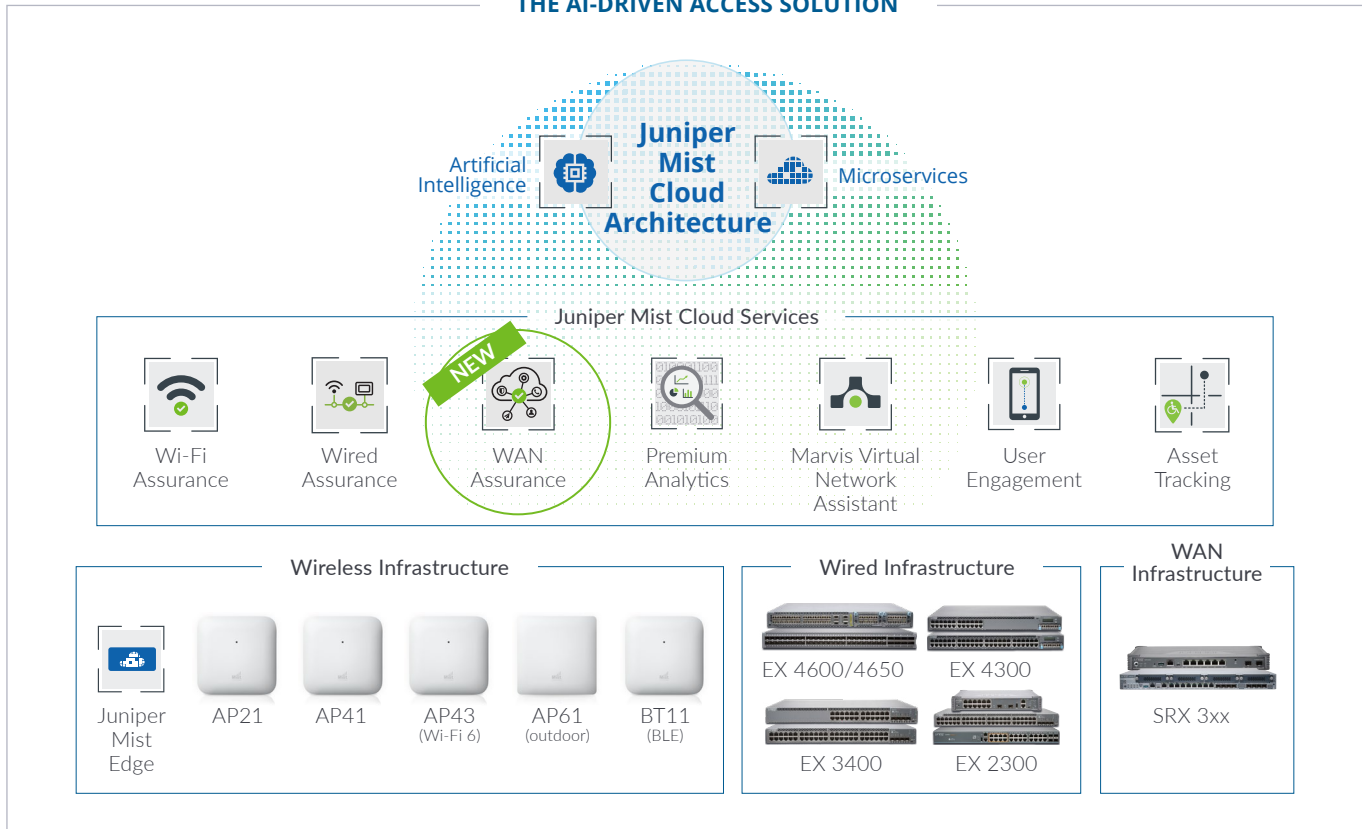 THE AI-DRIVEN ACCESS SOLUTION
Juniper
Mist
Cloud
Architecture
Artificial
Intelligence
Microservices
Juniper Mist Cloud Services
NEW
Wi-Fi
Assurance
Wired
Assurance
WAN
Assurance
Premium
Analytics
Marvis Virtual
Network
Assistant
User
Engagement
Asset
Tracking
Wireless Infrastructure
Juniper
Mist
Edge
AP21
AP41
AP43
(Wi-Fi 6)
AP61
(outdoor)
BT11
(BLE)
Wired Infrastructure
EX 4600/4650
EX 4300
EX 3400
EX 2300
WAN
Infrastructure
SRX 3xx